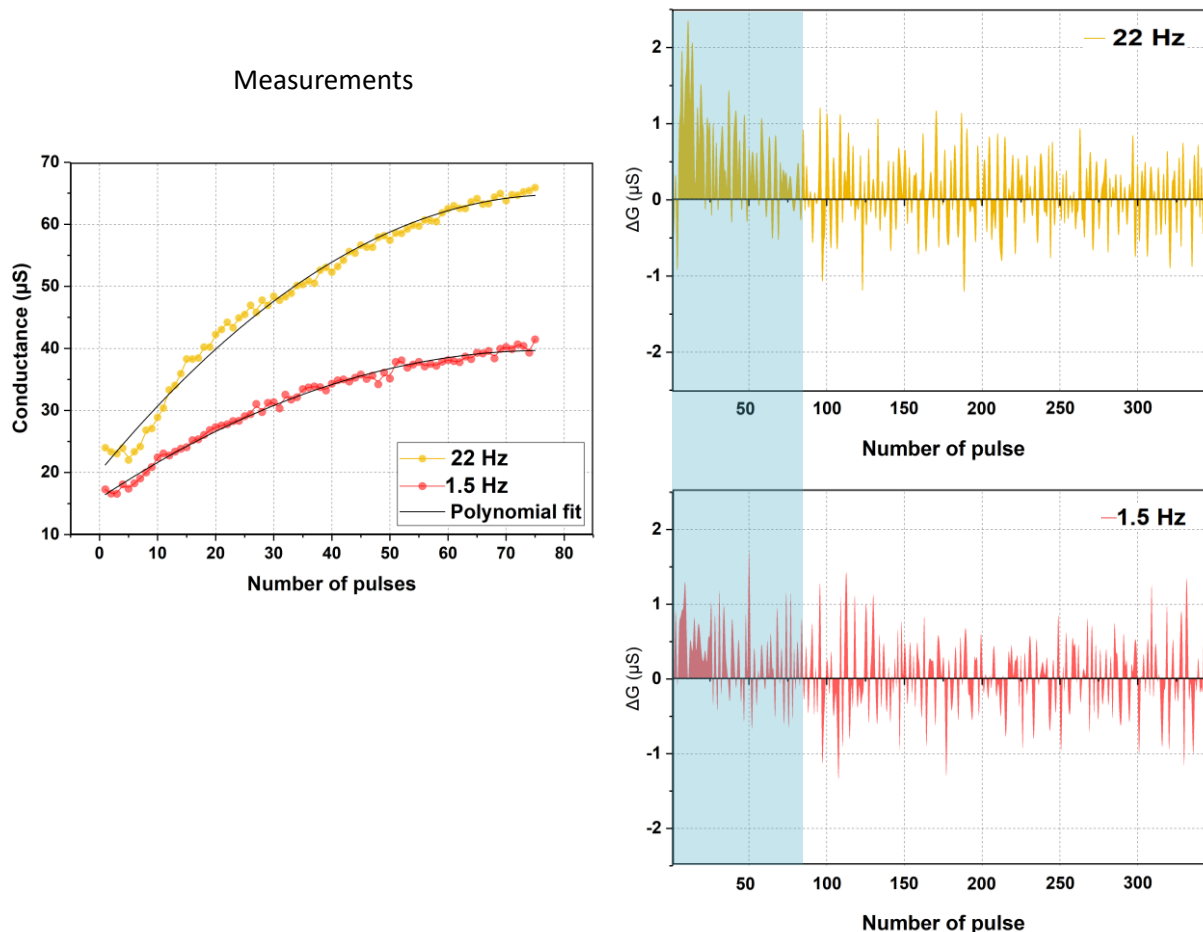 Measurements
Conductance (µS)
70
60
50
40
30
20
10
0 10 20 30 40 50 60 70 80
Number of pulses
22 Hz
1.5 Hz
Polynomial fit
ΔG (µS)
2
1
0
-1
-2
22 Hz
50 100 150 200 250 300
Number of pulse
ΔG (µS)
2
1
0
-1
-2
1.5 Hz
50 100 150 200 250 300
Number of pulse